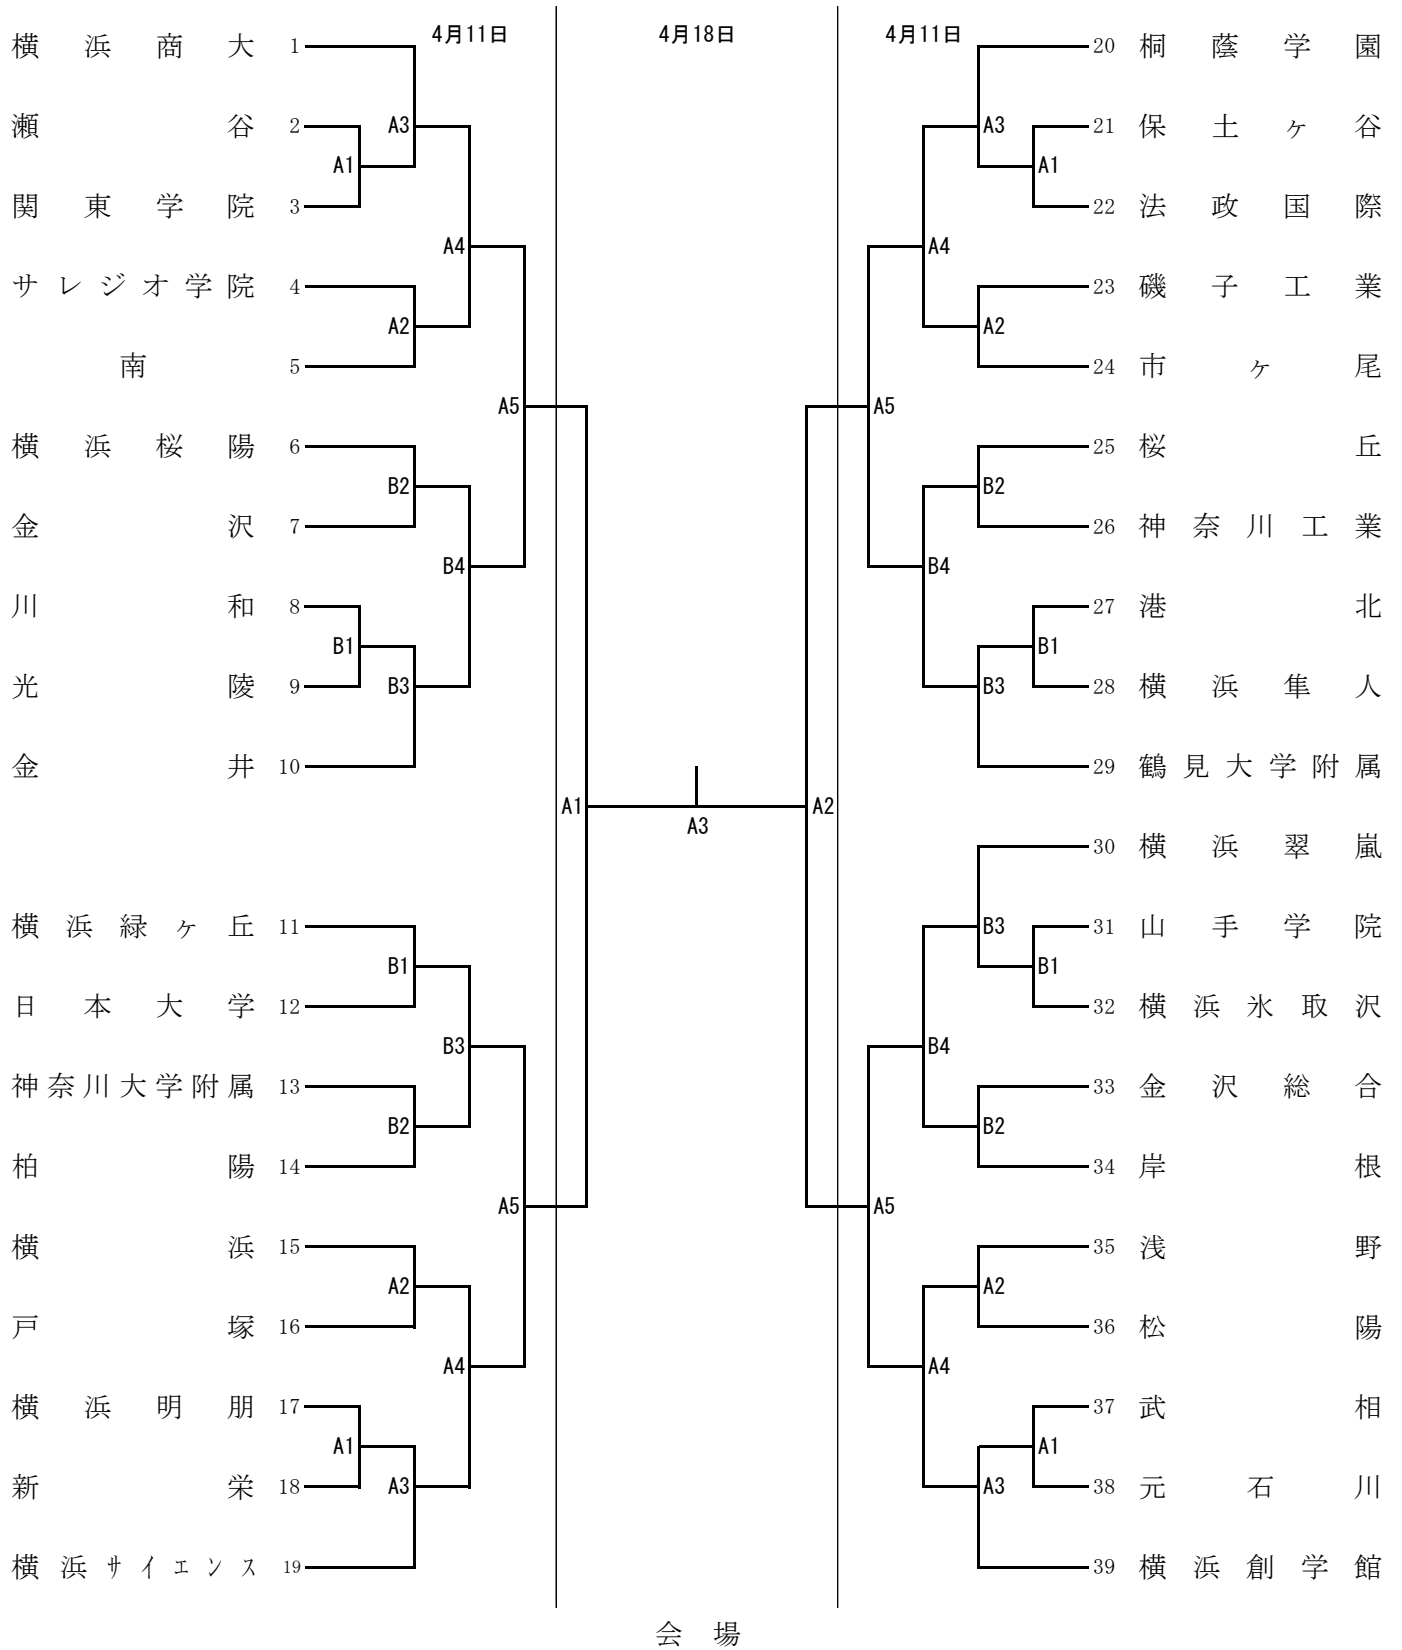 4月11日 4月18日 4月11日
横浜商大 1 20 桐蔭学園
瀬谷 2 A3 A3 21 保土ヶ谷
A1 A1
関東学院 3 22 法政国際
A4 A4
サレジオ学院 4 23 磯子工業
A2 A2
南 5 24 市ヶ尾
A5 A5
横浜桜陽 6 25 桜丘
B2 B2
金沢 7 26 神奈川工業
B4 B4
川和 8 27 港北
B1 B1
光陵 9 B3 B3 28 横浜隼人
金井 10 29 鶴見大学附属
A1 A2
A3
30 横浜翠嵐
横浜緑ヶ丘 11 B3 31 山手学院
B1 B1
日本大学 12 32 横浜氷取沢
B3 B4
神奈川大学附属 13 33 金沢総合
B2 B2
柏陽 14 34 岸根
A5 A5
横浜 15 35 浅野
A2 A2
戸塚 16 36 松陽
A4 A4
横浜明朋 17 37 武相
A1 A1
新栄 18 A3 A3 38 元石川
横浜サイエンス 19 39 横浜創学館
会場